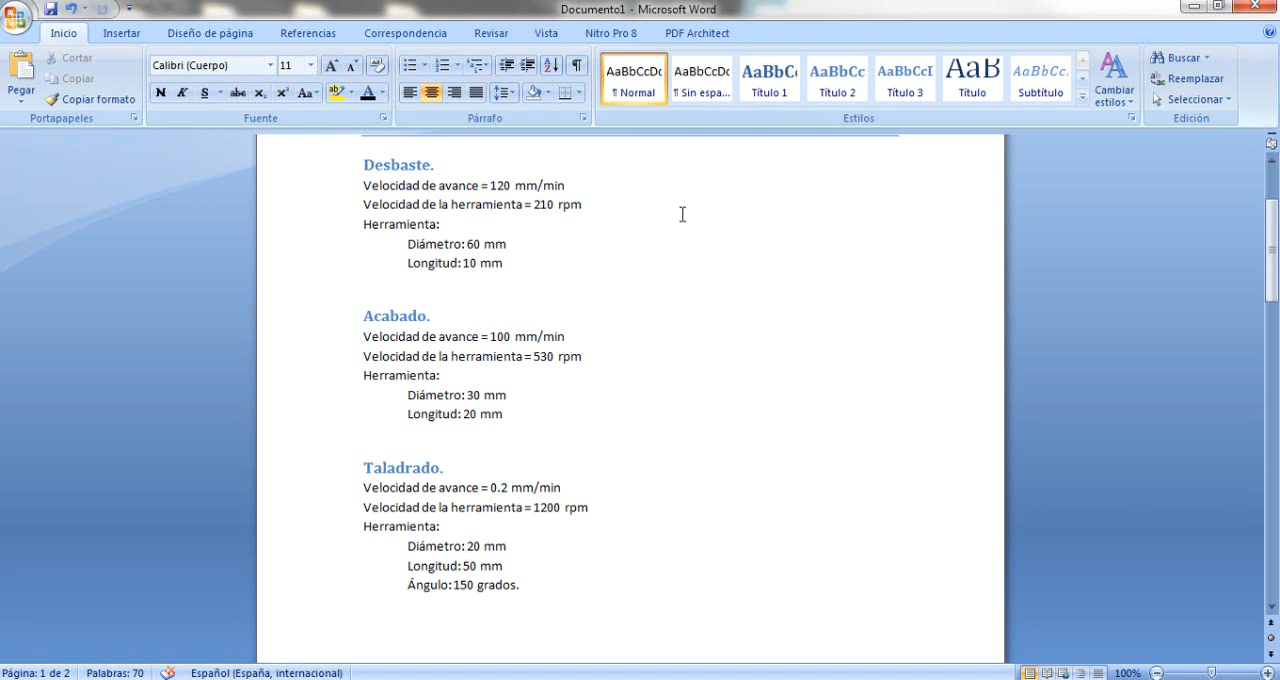 Documento1 - Microsoft Word
Inicio Insertar Diseño de página Referencias Correspondencia Revisar Vista Nitro Pro 8 PDF Architect
Pegar
Cortar
Copiar
Copiar formato
Portapapeles
Calibri (Cuerpo) 11
N K S abc X₂ X² Aa
Fuente
Párrafo
AaBbCcDc AaBbCcDc AaBbC AaBbCc AaBbCcI AaB AaBbCc.
¶ Normal ¶ Sin espa... Título 1 Título 2 Título 3 Título Subtítulo
Cambiar
estilos
Estilos
Buscar
Reemplazar
Seleccionar
Edición
Desbaste.
Velocidad de avance = 120 mm/min
Velocidad de la herramienta = 210 rpm
Herramienta:
Diámetro: 60 mm
Longitud: 10 mm
Acabado.
Velocidad de avance = 100 mm/min
Velocidad de la herramienta = 530 rpm
Herramienta:
Diámetro: 30 mm
Longitud: 20 mm
Taladrado.
Velocidad de avance = 0.2 mm/min
Velocidad de la herramienta = 1200 rpm
Herramienta:
Diámetro: 20 mm
Longitud: 50 mm
Ángulo: 150 grados.
Página: 1 de 2 Palabras: 70 Español (España, internacional) 100%